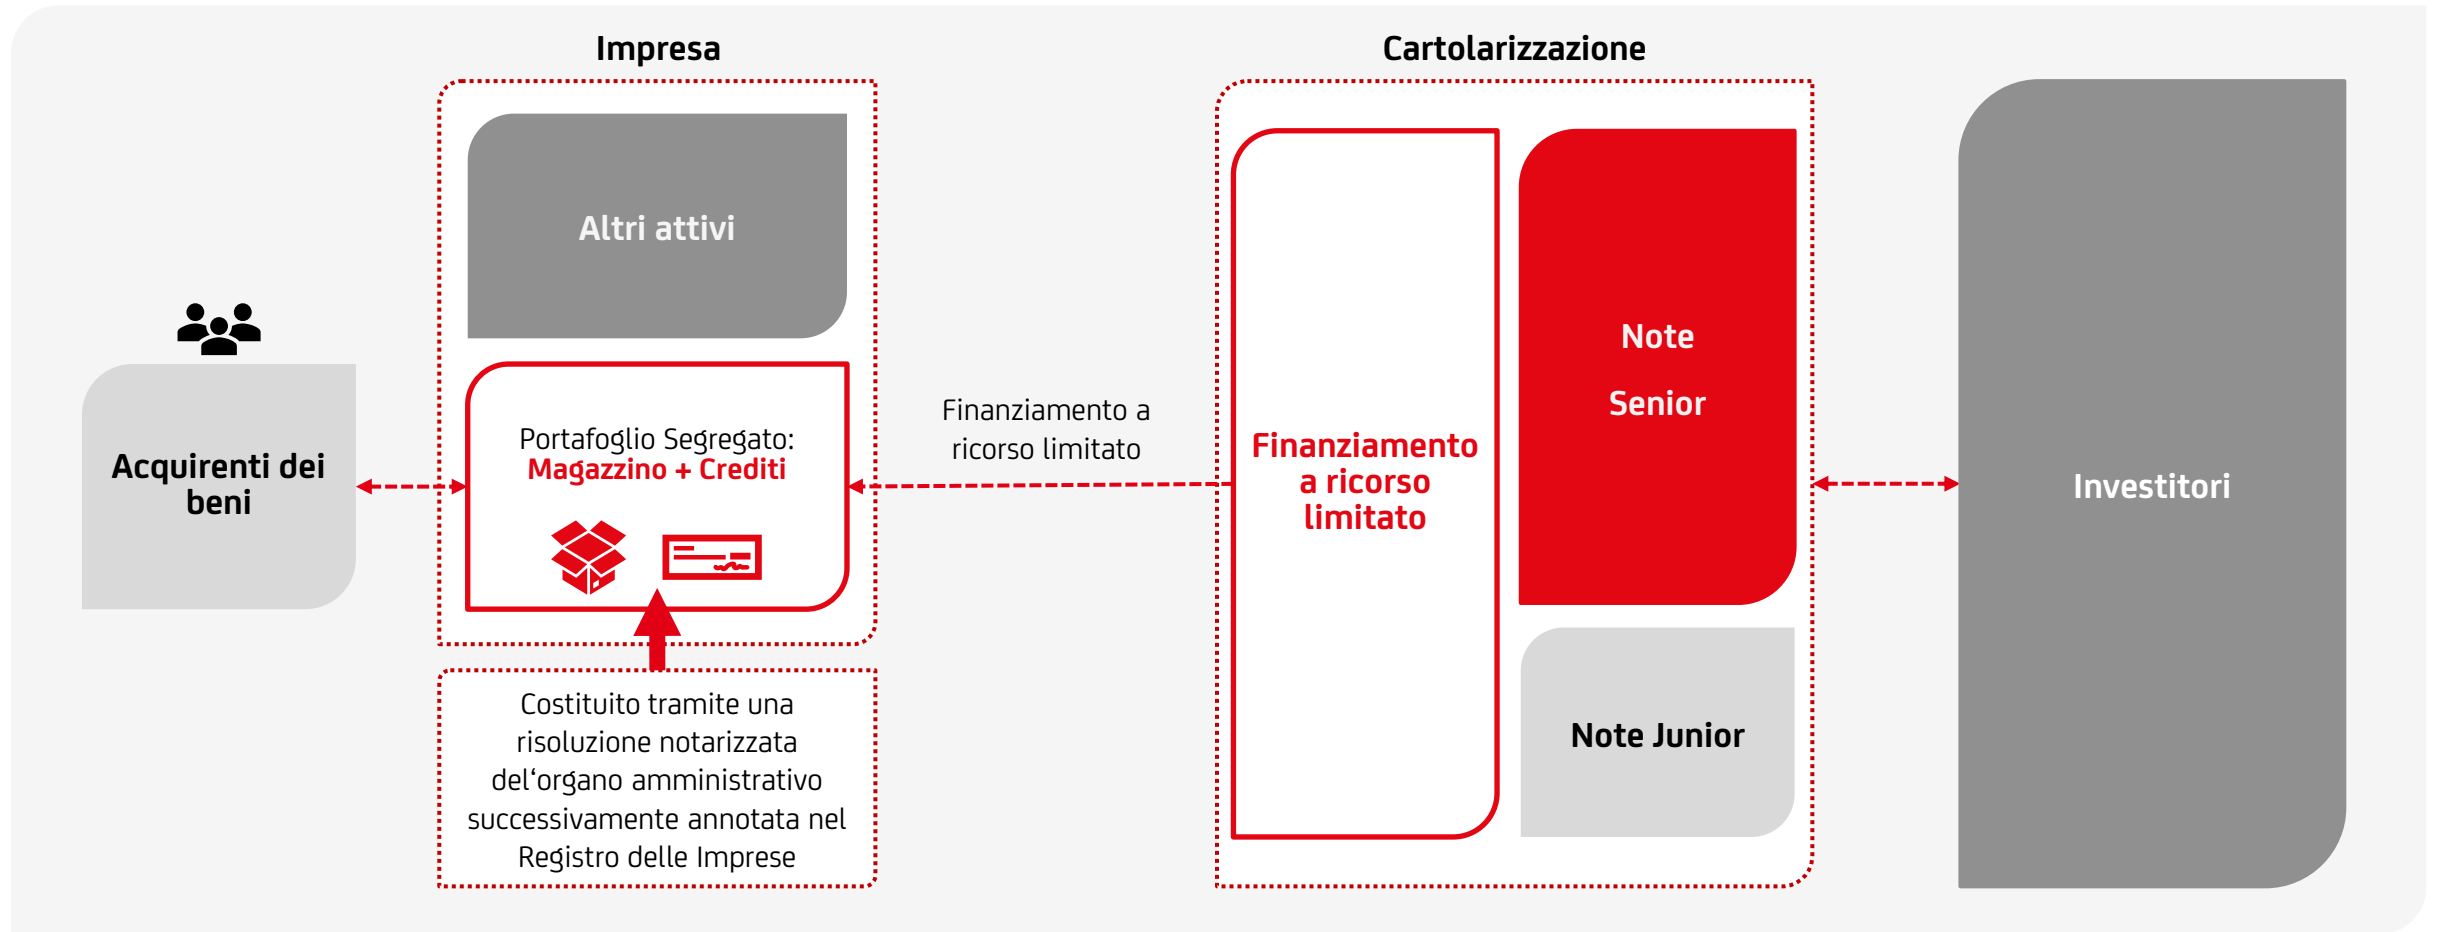 Impresa
Cartolarizzazione
Altri attivi
Acquirenti dei
beni
Portafoglio Segregato:
Magazzino + Crediti
Costituito tramite una
risoluzione notarizzata
del‘organo amministrativo
successivamente annotata nel
Registro delle Imprese
Finanziamento a
ricorso limitato
Finanziamento
a ricorso
limitato
Note
Senior
Note Junior
Investitori